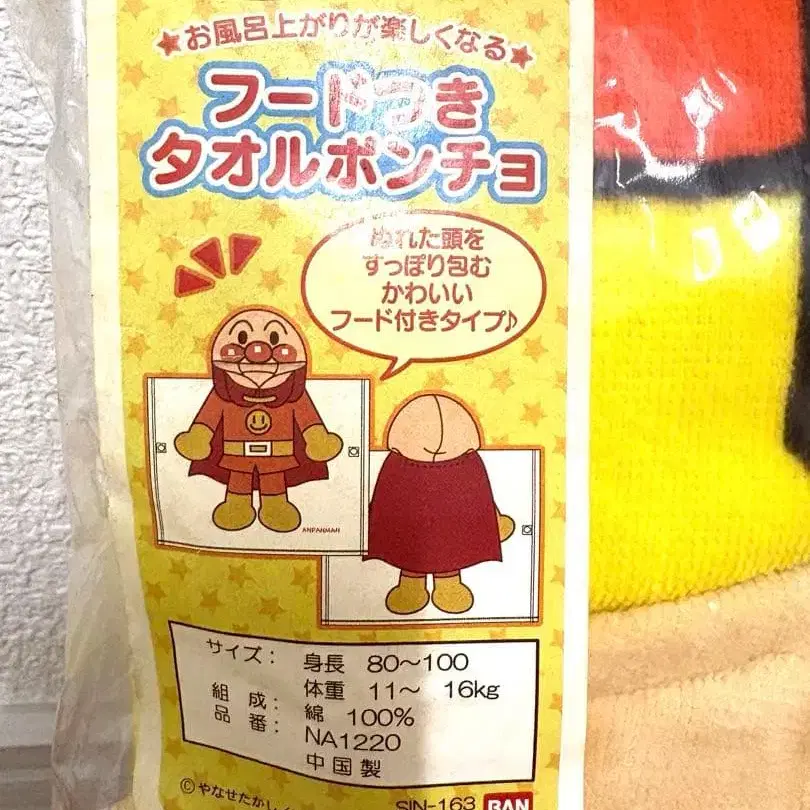 ★お風呂上がりが楽しくなる★
フードつき
タオルポンチョ
ぬれた頭を
すっぽり包む
かわいい
フード付きタイプ♪
ANPANMAN
サイズ: 身長 80〜100
体重 11〜 16kg
組成: 綿 100%
品番: NA1220
中国製
©やなせたかし
SIN-163 BAN